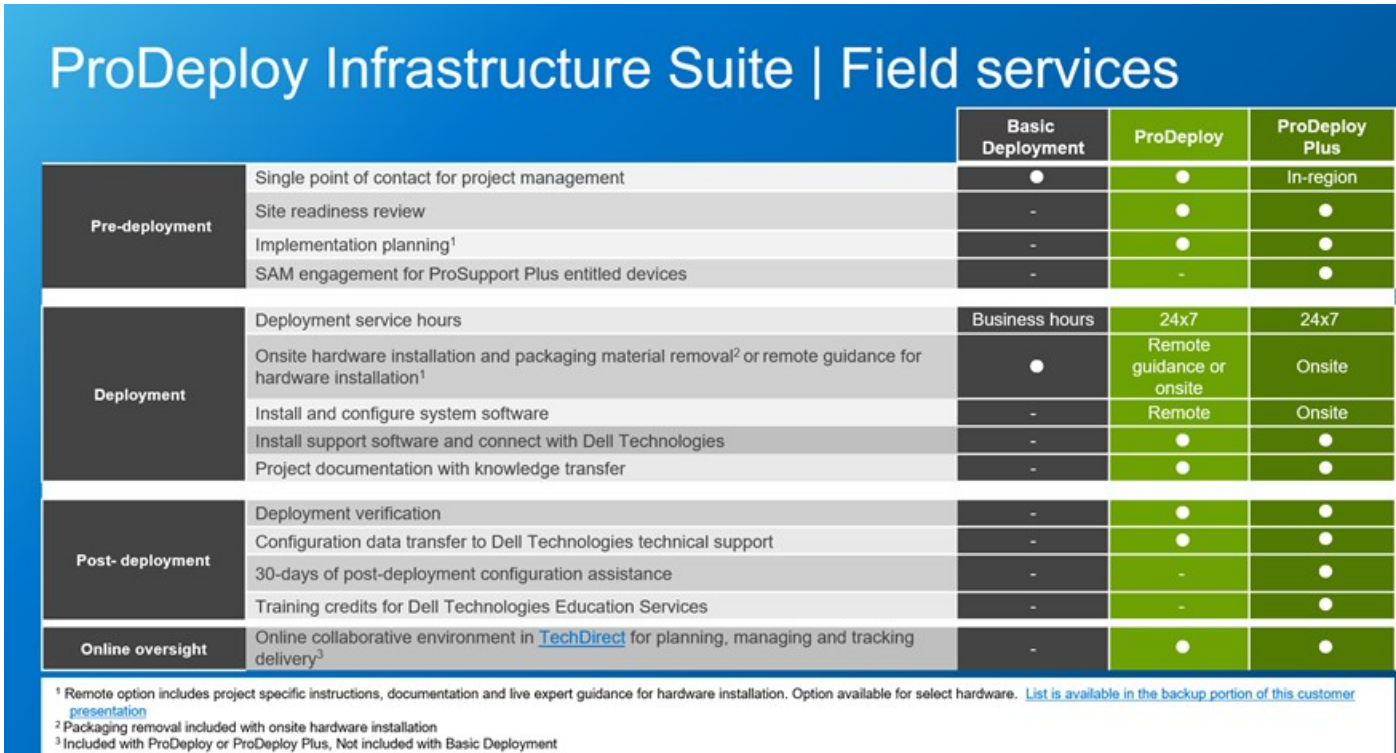 ProDeploy Infrastructure Suite | Field services
Basic
Deployment
ProDeploy
ProDeploy
Plus
Pre-deployment
Single point of contact for project management
● ● In-region
Site readiness review
- ● ●
Implementation planning¹
- ● ●
SAM engagement for ProSupport Plus entitled devices
- - ●
Deployment
Deployment service hours
Business hours 24x7 24x7
Onsite hardware installation and packaging material removal² or remote guidance for
hardware installation¹
●
Remote
guidance or
onsite
Onsite
Install and configure system software
- Remote Onsite
Install support software and connect with Dell Technologies
- ● ●
Project documentation with knowledge transfer
- ● ●
Post- deployment
Deployment verification
- ● ●
Configuration data transfer to Dell Technologies technical support
- ● ●
30-days of post-deployment configuration assistance
- - ●
Training credits for Dell Technologies Education Services
- - ●
Online oversight
Online collaborative environment in TechDirect for planning, managing and tracking
delivery³
- ● ●
¹ Remote option includes project specific instructions, documentation and live expert guidance for hardware installation. Option available for select hardware. List is available in the backup portion of this customer
presentation
² Packaging removal included with onsite hardware installation
³ Included with ProDeploy or ProDeploy Plus, Not included with Basic Deployment